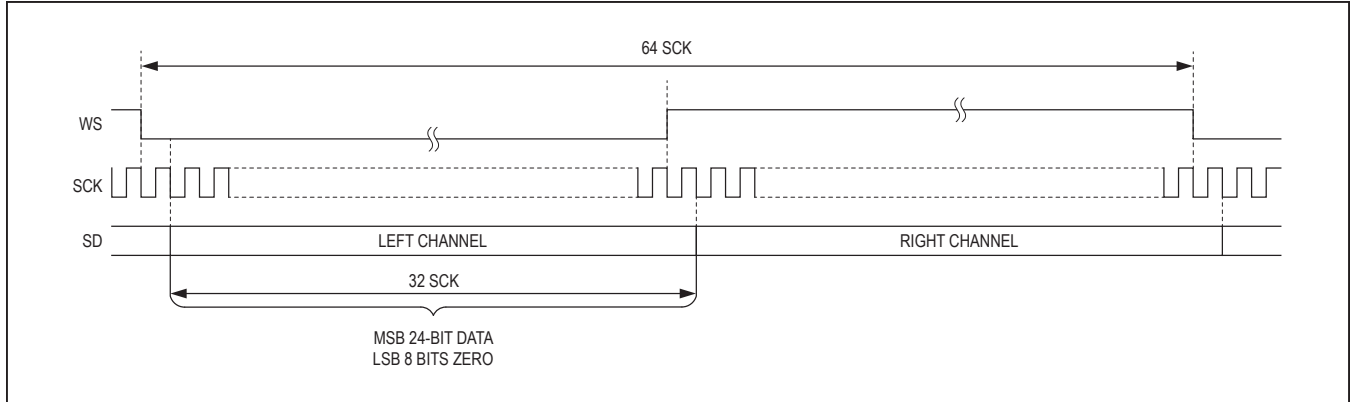 64 SCK
WS
SCK
SD
LEFT CHANNEL
RIGHT CHANNEL
32 SCK
MSB 24-BIT DATA
LSB 8 BITS ZERO